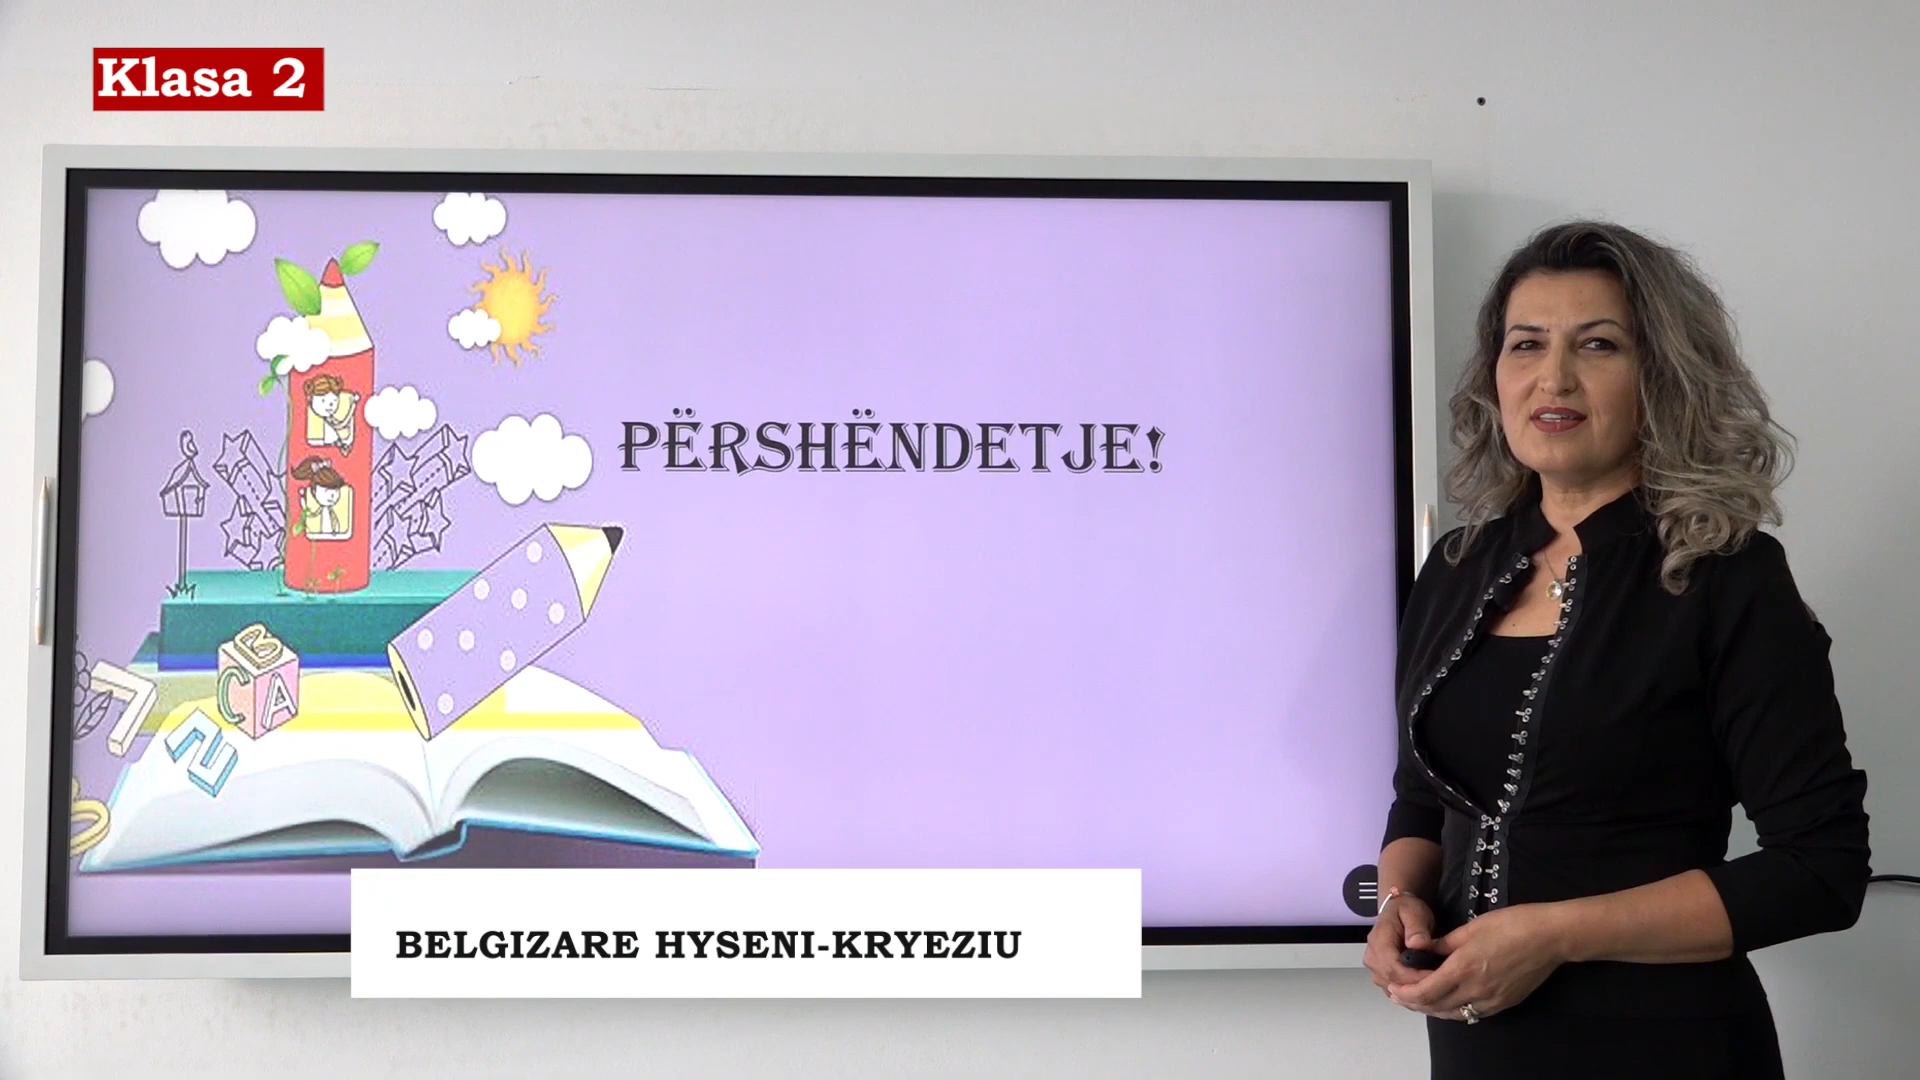 Klasa 2
PËRSHËNDETJE!
B
C A
BELGIZARE HYSENI-KRYEZIU